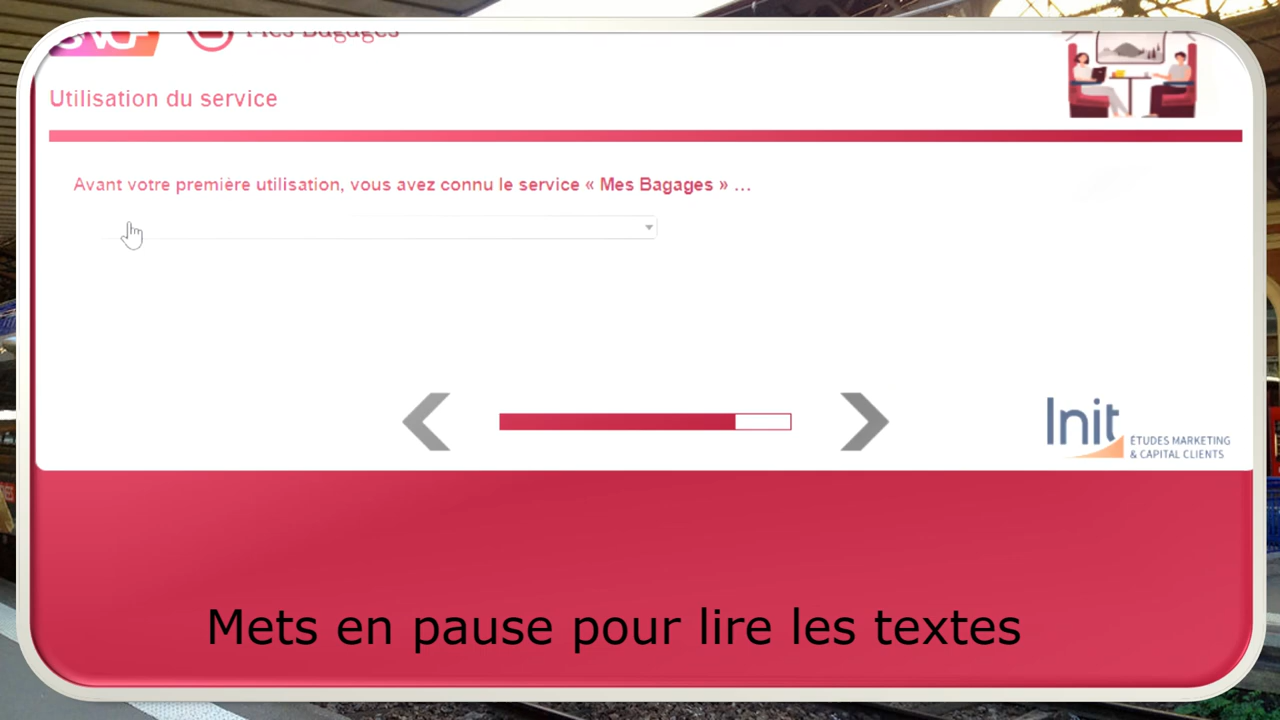 SNCF
Mes Bagages
Utilisation du service
Avant votre première utilisation, vous avez connu le service « Mes Bagages » ...
Init
ÉTUDES MARKETING
& CAPITAL CLIENTS
Mets en pause pour lire les textes